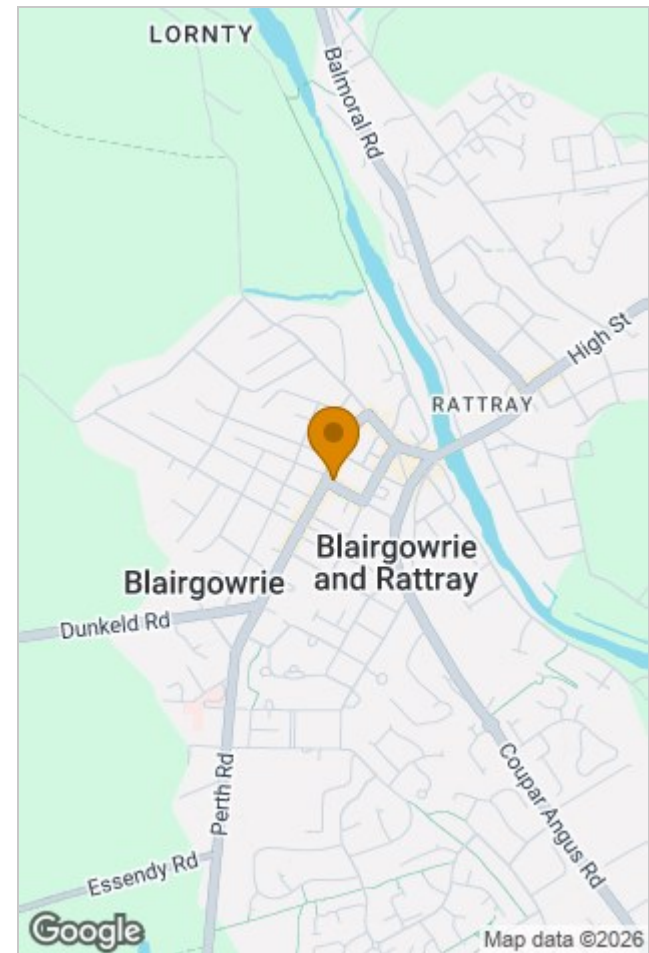 LORNTY
Balmoral Rd
High St
RATTRAY
Blairgowrie
and Rattray
Blairgowrie
Dunkeld Rd
Perth Rd
Coupar Angus Rd
Essendy Rd
Google
Map data ©2026